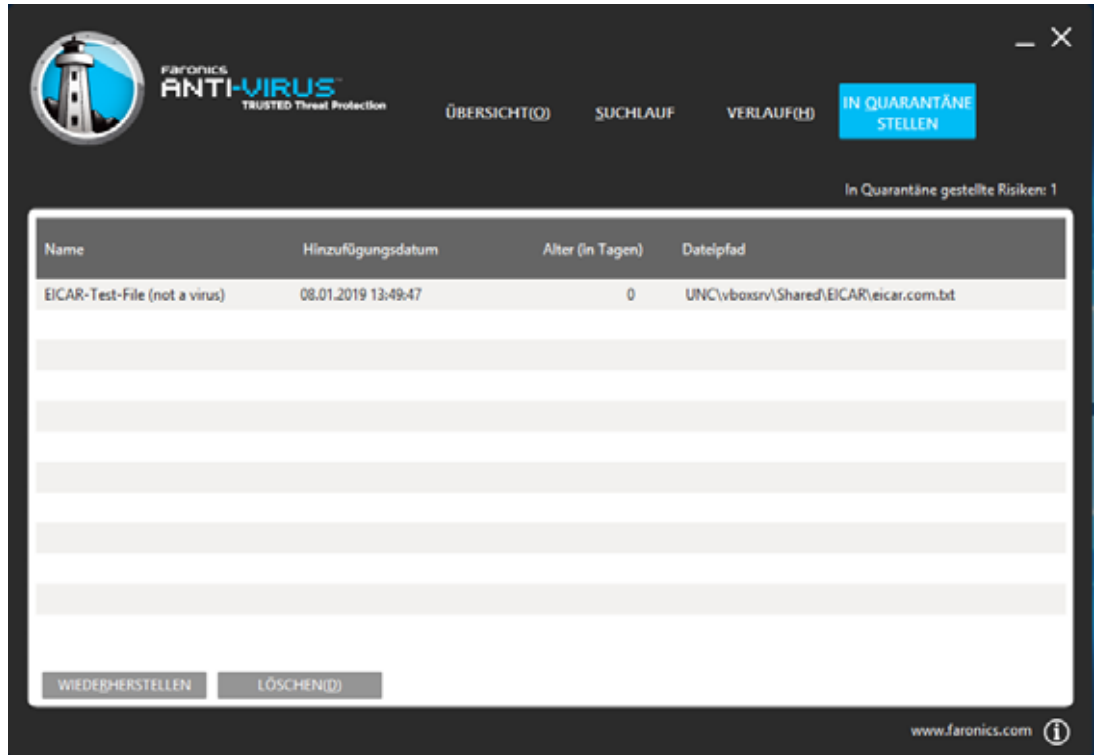 Faronics
ANTI-VIRUS™
TRUSTED Threat Protection
ÜBERSICHT(O)
SUCHLAUF
VERLAUF(H)
IN QUARANTÄNE
STELLEN
In Quarantäne gestellte Risiken: 1
Name Hinzufügungsdatum Alter (in Tagen) Dateipfad
EICAR-Test-File (not a virus) 08.01.2019 13:49:47 0 UNC\vboxsrv\Shared\EICAR\eicar.com.txt
WIEDERHERSTELLEN
LÖSCHEN(D)
www.faronics.com